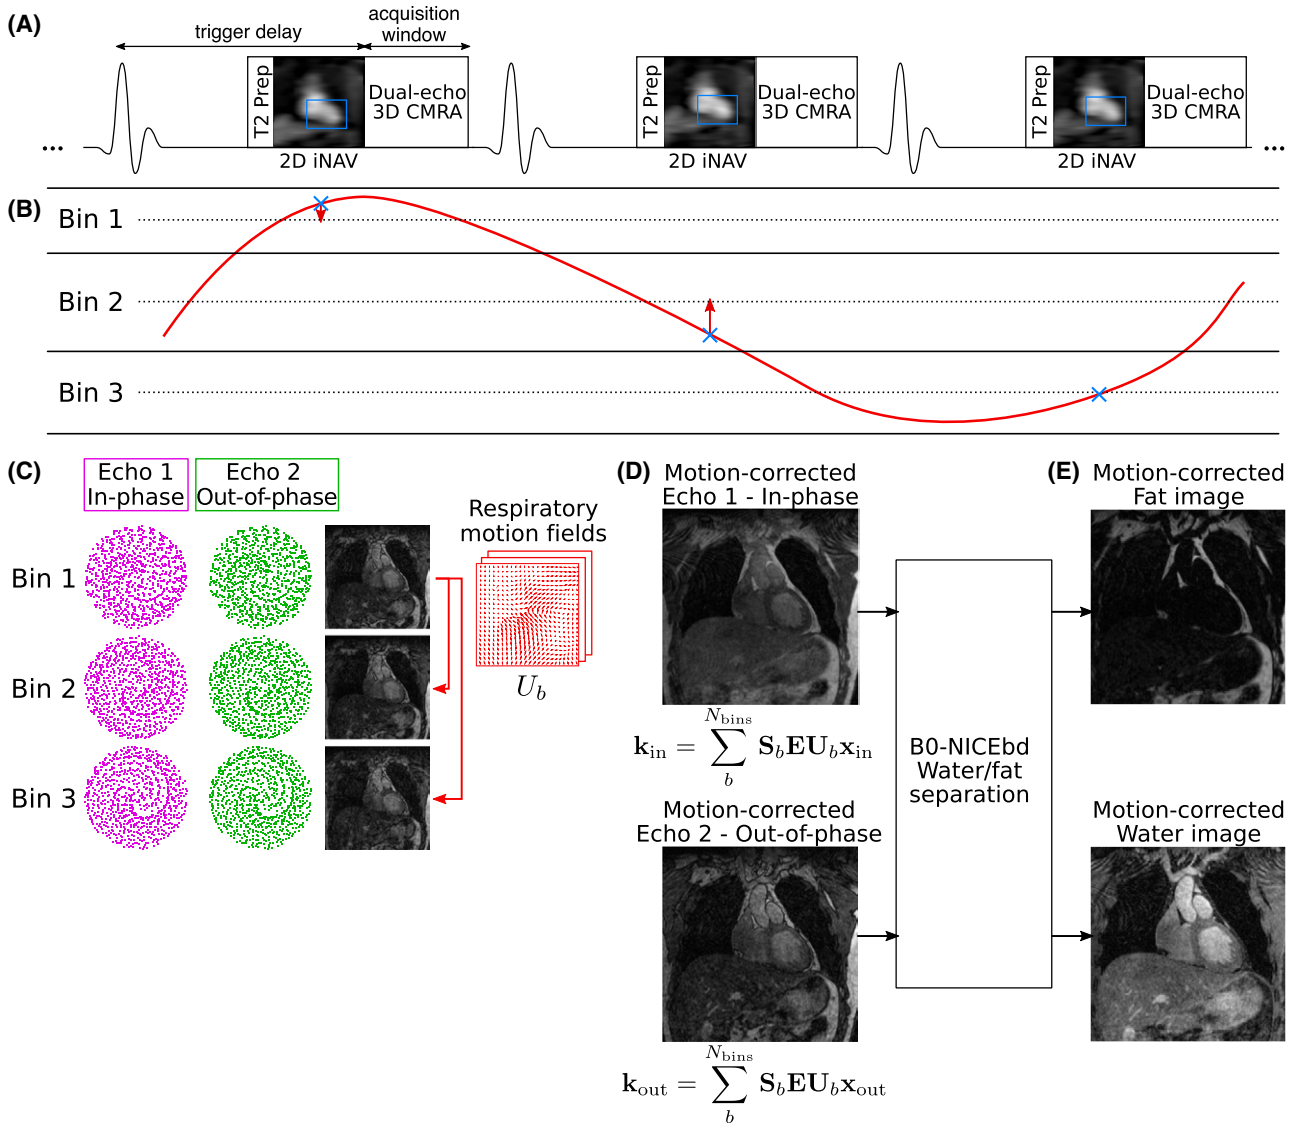 (A)
trigger delay
acquisition
window
T2 Prep
Dual-echo
3D CMRA
2D iNAV
T2 Prep
Dual-echo
3D CMRA
2D iNAV
T2 Prep
Dual-echo
3D CMRA
2D iNAV
...
...
(B)
Bin 1
Bin 2
Bin 3
(C)
Echo 1
In-phase
Echo 2
Out-of-phase
Bin 1
Bin 2
Bin 3
Respiratory
motion fields
U_b
(D)
Motion-corrected
Echo 1 - In-phase
k_in = ∑_b^{N_bins} S_b E U_b x_in
Motion-corrected
Echo 2 - Out-of-phase
k_out = ∑_b^{N_bins} S_b E U_b x_out
B0-NICEbd
Water/fat
separation
(E)
Motion-corrected
Fat image
Motion-corrected
Water image